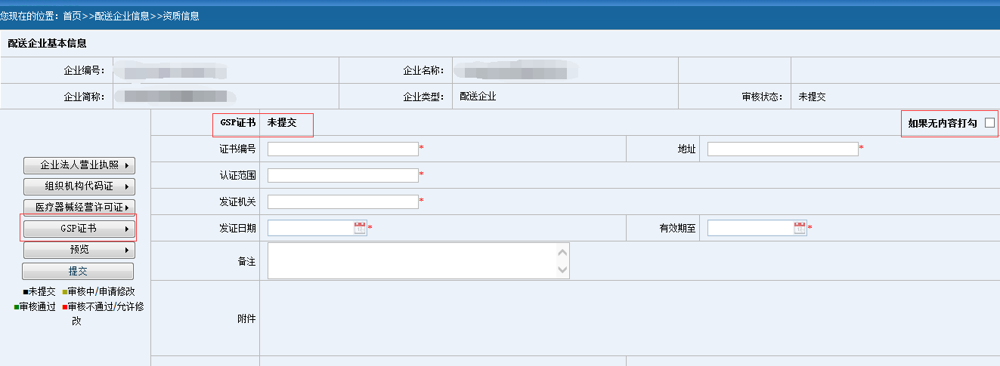 您现在的位置：首页>>配送企业信息>>资质信息
配送企业基本信息
企业编号：
企业名称：
企业简称：
企业类型：
配送企业
审核状态：
未提交
GSP证书
未提交
如果无内容打勾
证书编号
*
地址
*
认证范围
*
发证机关
*
发证日期
*
有效期至
*
备注
附件
企业法人营业执照
组织机构代码证
医疗器械经营许可证
GSP证书
预览
提交
■未提交 ■审核中/申请修改
■审核通过 ■审核不通过/允许修
改